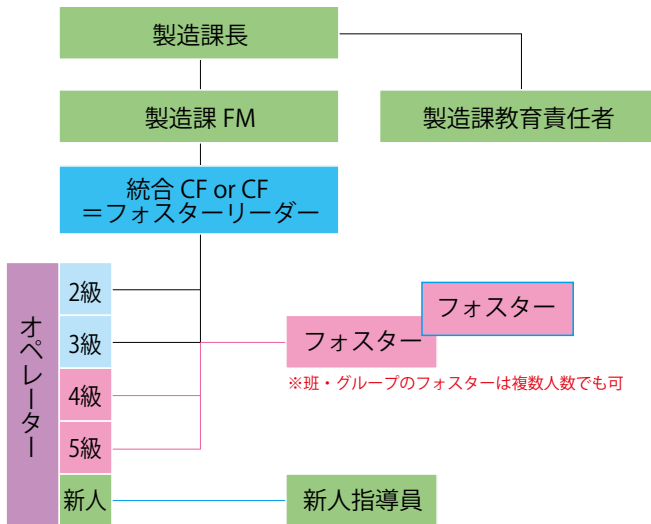 製造課長
製造課 FM
製造課教育責任者
統合 CF or CF
＝フォスターリーダー
オペレーター
2級
3級
4級
5級
新人
フォスター
フォスター
※班・グループのフォスターは複数人数でも可
新人指導員